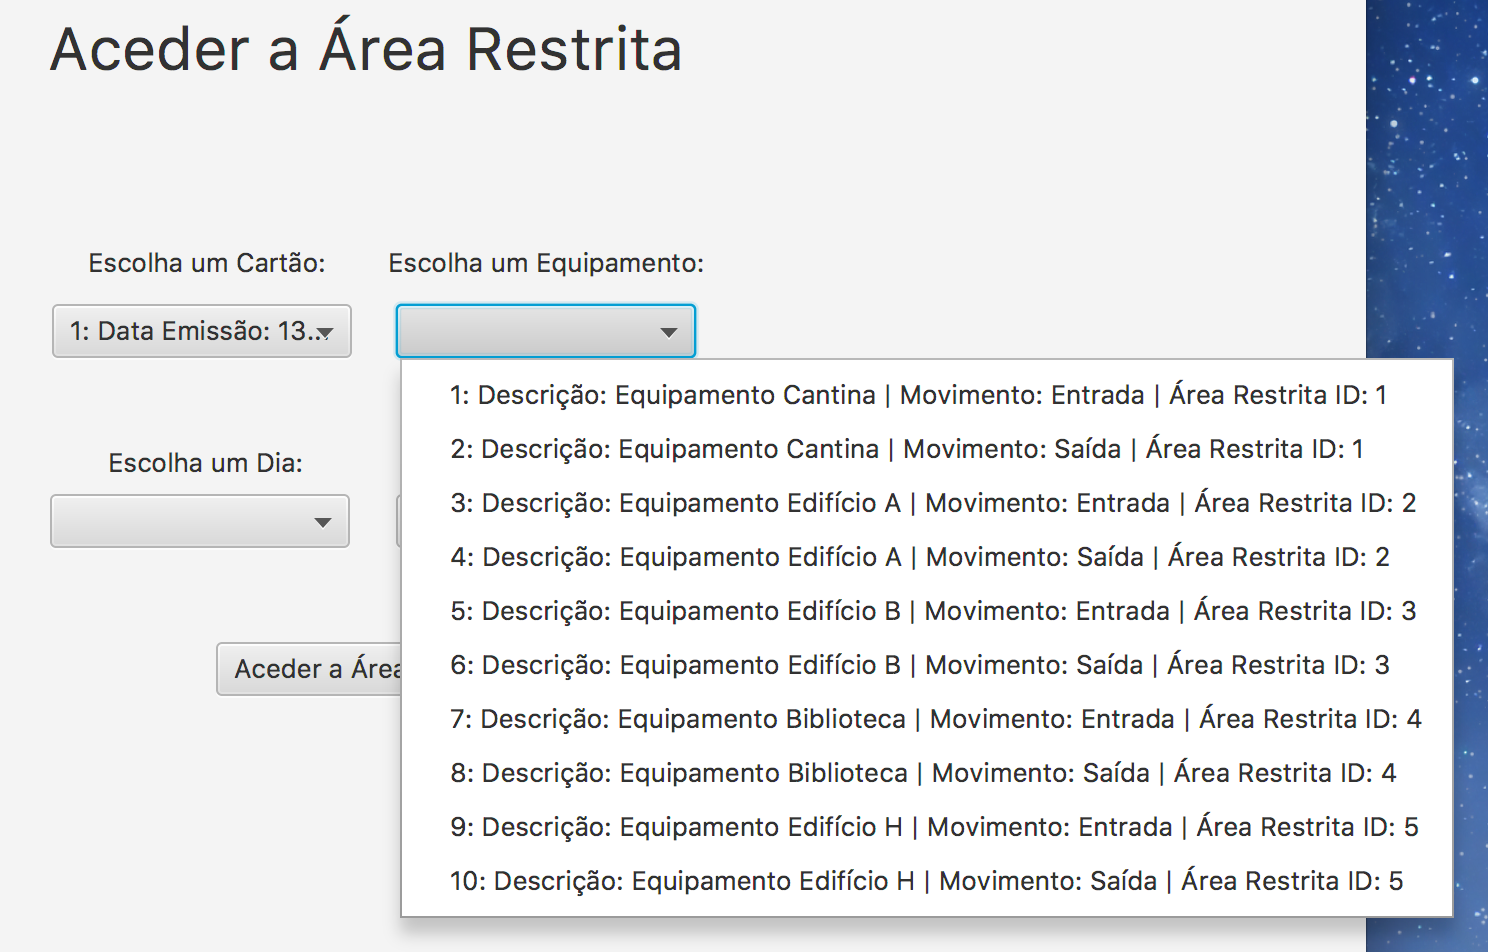 Aceder a Área Restrita
Escolha um Cartão:
Escolha um Equipamento:
1: Data Emissão: 13...
1: Descrição: Equipamento Cantina | Movimento: Entrada | Área Restrita ID: 1
2: Descrição: Equipamento Cantina | Movimento: Saída | Área Restrita ID: 1
Escolha um Dia:
3: Descrição: Equipamento Edifício A | Movimento: Entrada | Área Restrita ID: 2
4: Descrição: Equipamento Edifício A | Movimento: Saída | Área Restrita ID: 2
5: Descrição: Equipamento Edifício B | Movimento: Entrada | Área Restrita ID: 3
6: Descrição: Equipamento Edifício B | Movimento: Saída | Área Restrita ID: 3
Aceder a Área
7: Descrição: Equipamento Biblioteca | Movimento: Entrada | Área Restrita ID: 4
8: Descrição: Equipamento Biblioteca | Movimento: Saída | Área Restrita ID: 4
9: Descrição: Equipamento Edifício H | Movimento: Entrada | Área Restrita ID: 5
10: Descrição: Equipamento Edifício H | Movimento: Saída | Área Restrita ID: 5